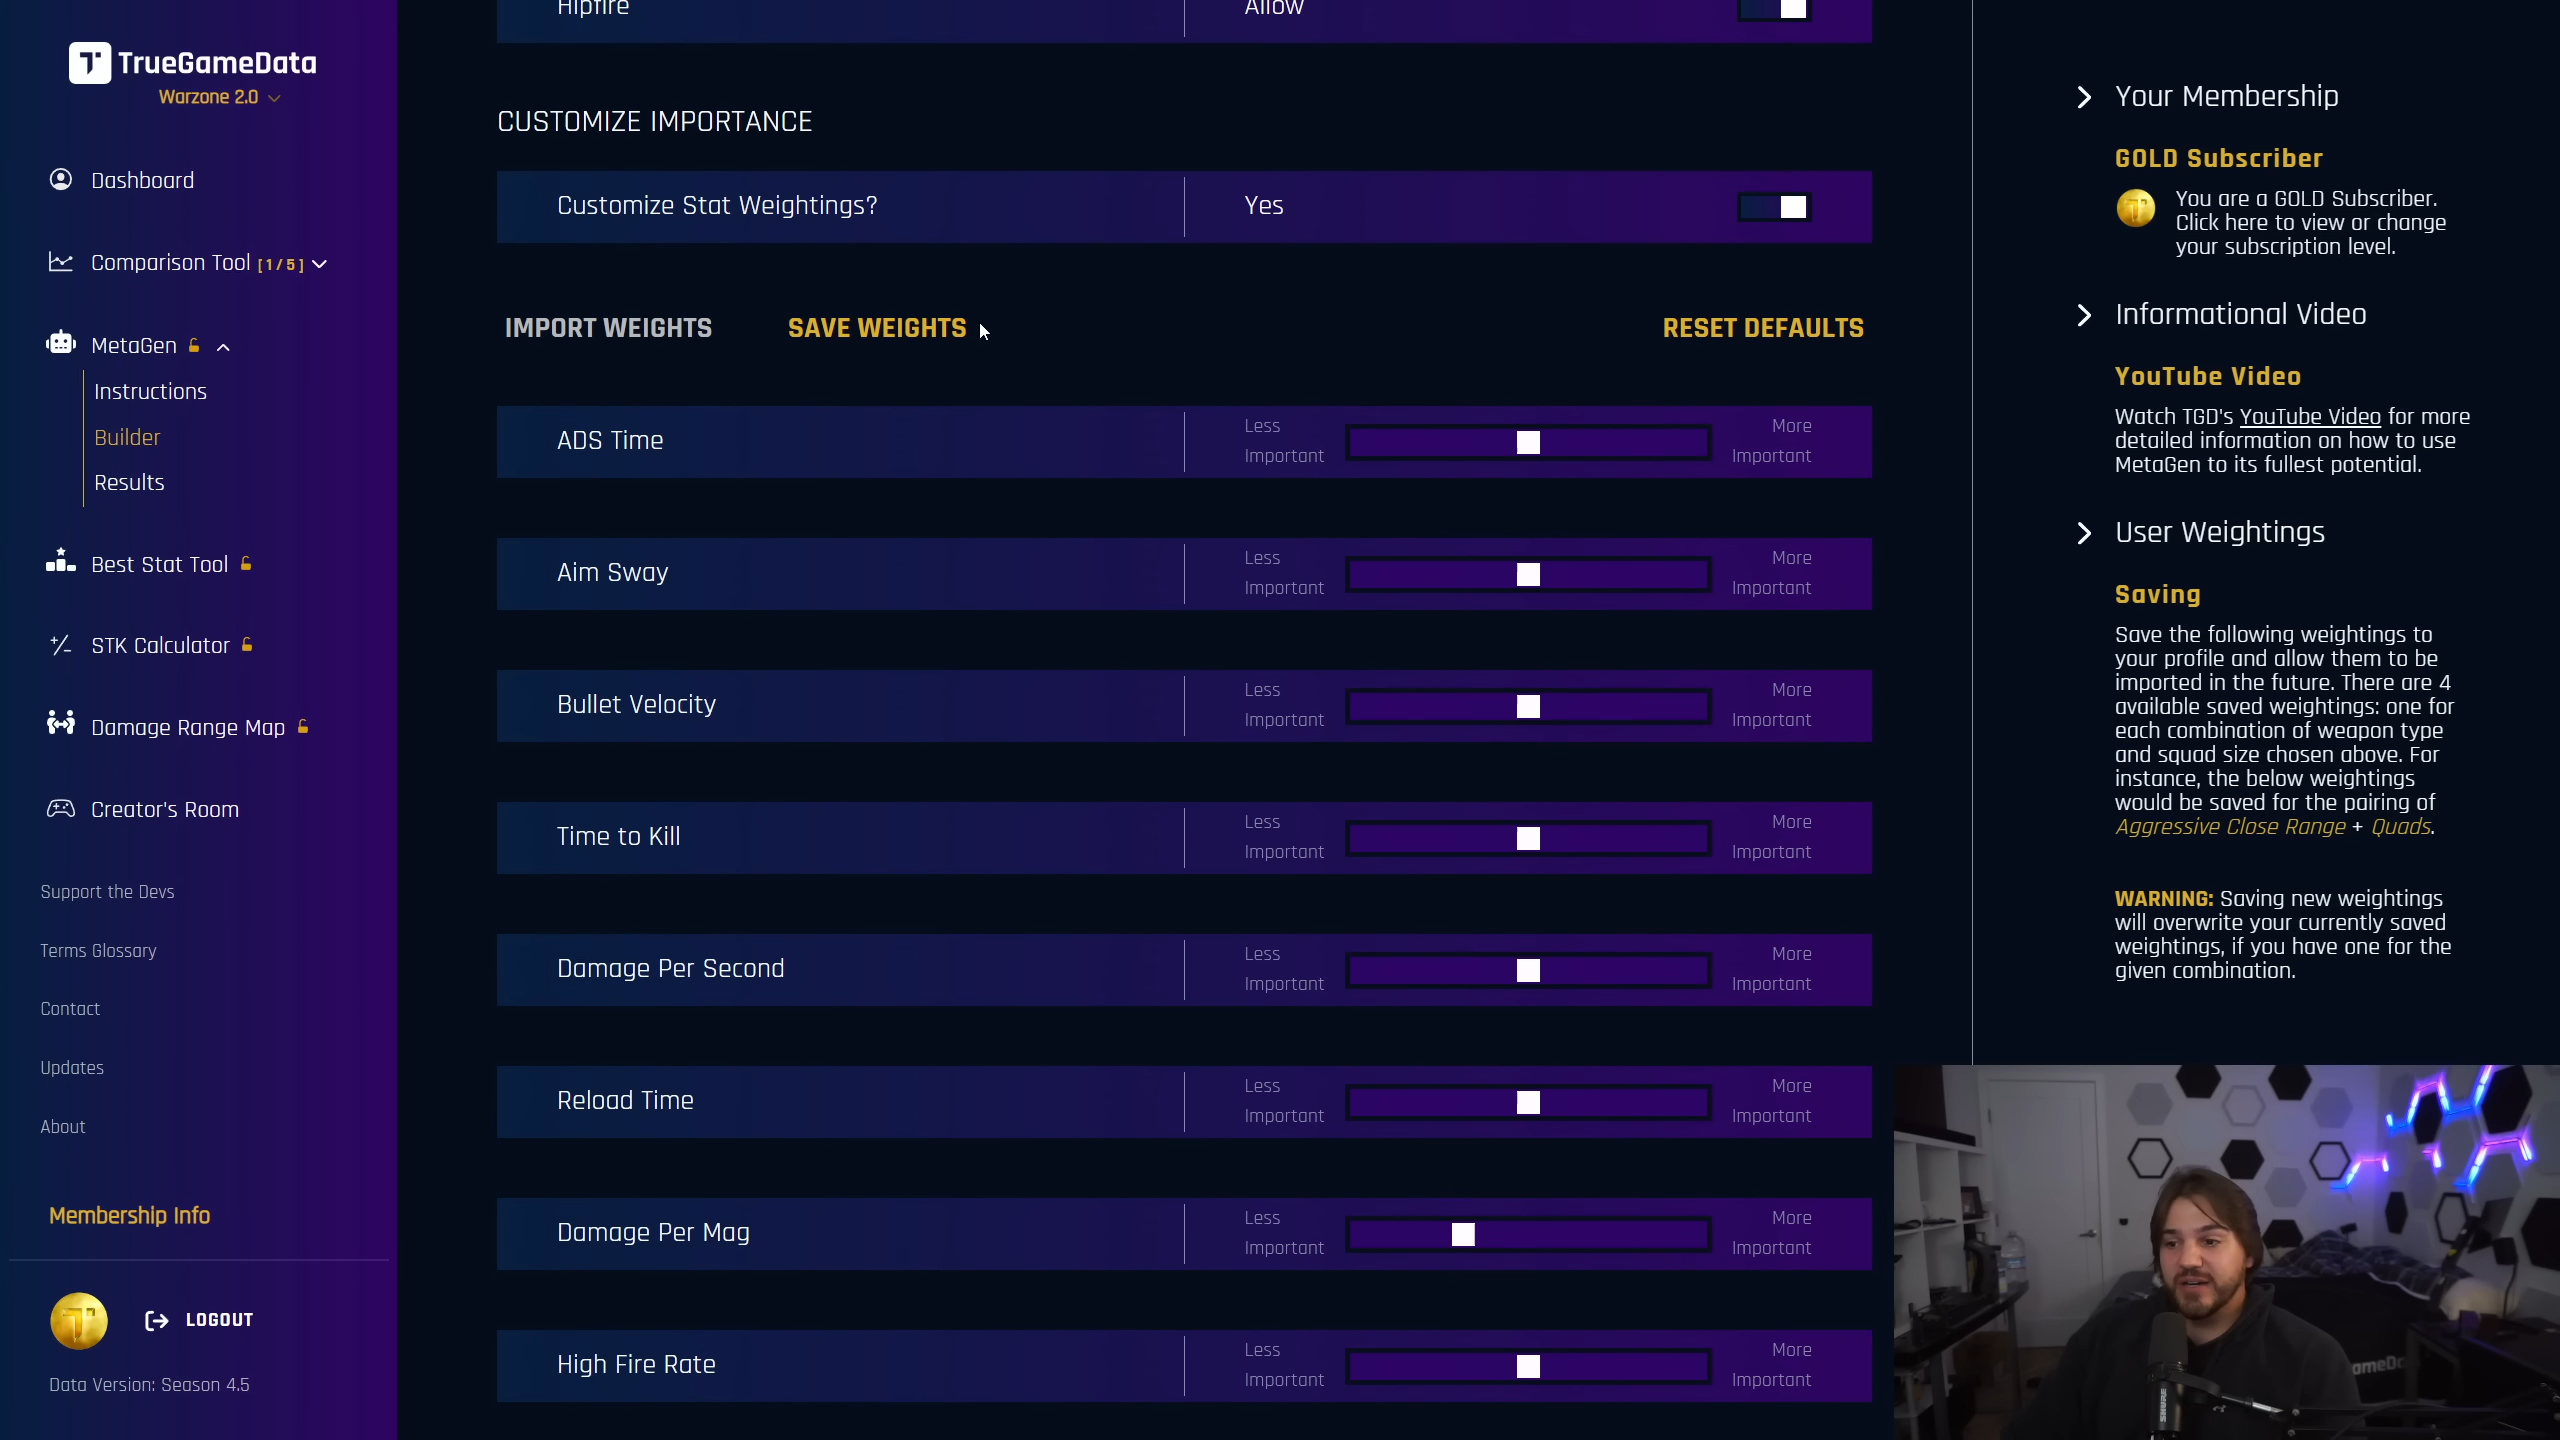 TrueGameData
Warzone 2.0
Dashboard
Comparison Tool [1/5]
MetaGen
Instructions
Builder
Results
Best Stat Tool
STK Calculator
Damage Range Map
Creator's Room
Support the Devs
Terms Glossary
Contact
Updates
About
Membership Info
LOGOUT
Data Version: Season 4.5
Hipfire
Allow
CUSTOMIZE IMPORTANCE
Customize Stat Weightings?
Yes
IMPORT WEIGHTS
SAVE WEIGHTS
RESET DEFAULTS
ADS Time
Less
Important
More
Important
Aim Sway
Less
Important
More
Important
Bullet Velocity
Less
Important
More
Important
Time to Kill
Less
Important
More
Important
Damage Per Second
Less
Important
More
Important
Reload Time
Less
Important
More
Important
Damage Per Mag
Less
Important
More
Important
High Fire Rate
Less
Important
More
Important
Your Membership
GOLD Subscriber
You are a GOLD Subscriber.
Click here to view or change
your subscription level.
Informational Video
YouTube Video
Watch TGD's YouTube Video for more
detailed information on how to use
MetaGen to its fullest potential.
User Weightings
Saving
Save the following weightings to
your profile and allow them to be
imported in the future. There are 4
available saved weightings: one for
each combination of weapon type
and squad size chosen above. For
instance, the below weightings
would be saved for the pairing of
Aggressive Close Range + Quads.
WARNING: Saving new weightings
will overwrite your currently saved
weightings, if you have one for the
given combination.
SHURE